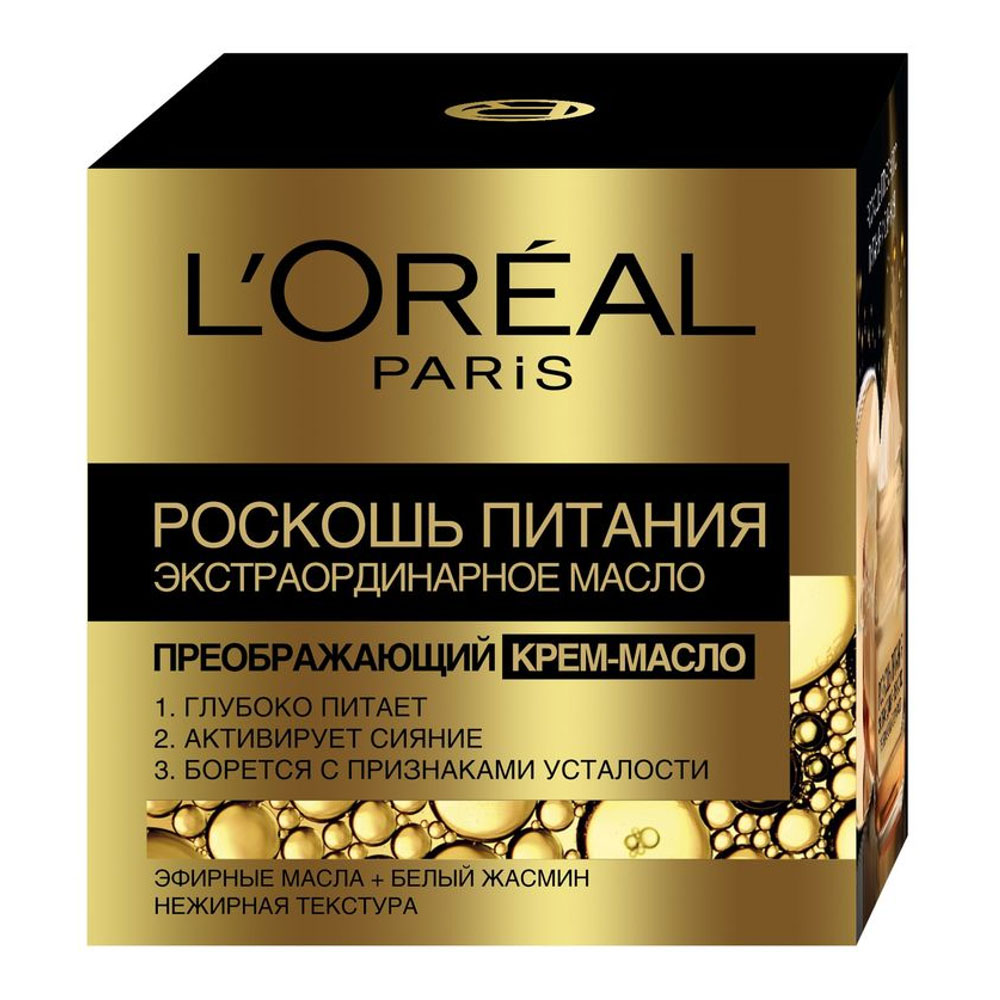 L'ORÉAL
PARiS
РОСКОШЬ ПИТАНИЯ
ЭКСТРАОРДИНАРНОЕ МАСЛО
ПРЕОБРАЖАЮЩИЙ КРЕМ-МАСЛО
1. ГЛУБОКО ПИТАЕТ
2. АКТИВИРУЕТ СИЯНИЕ
3. БОРЕТСЯ С ПРИЗНАКАМИ УСТАЛОСТИ
ЭФИРНЫЕ МАСЛА + БЕЛЫЙ ЖАСМИН
НЕЖИРНАЯ ТЕКСТУРА